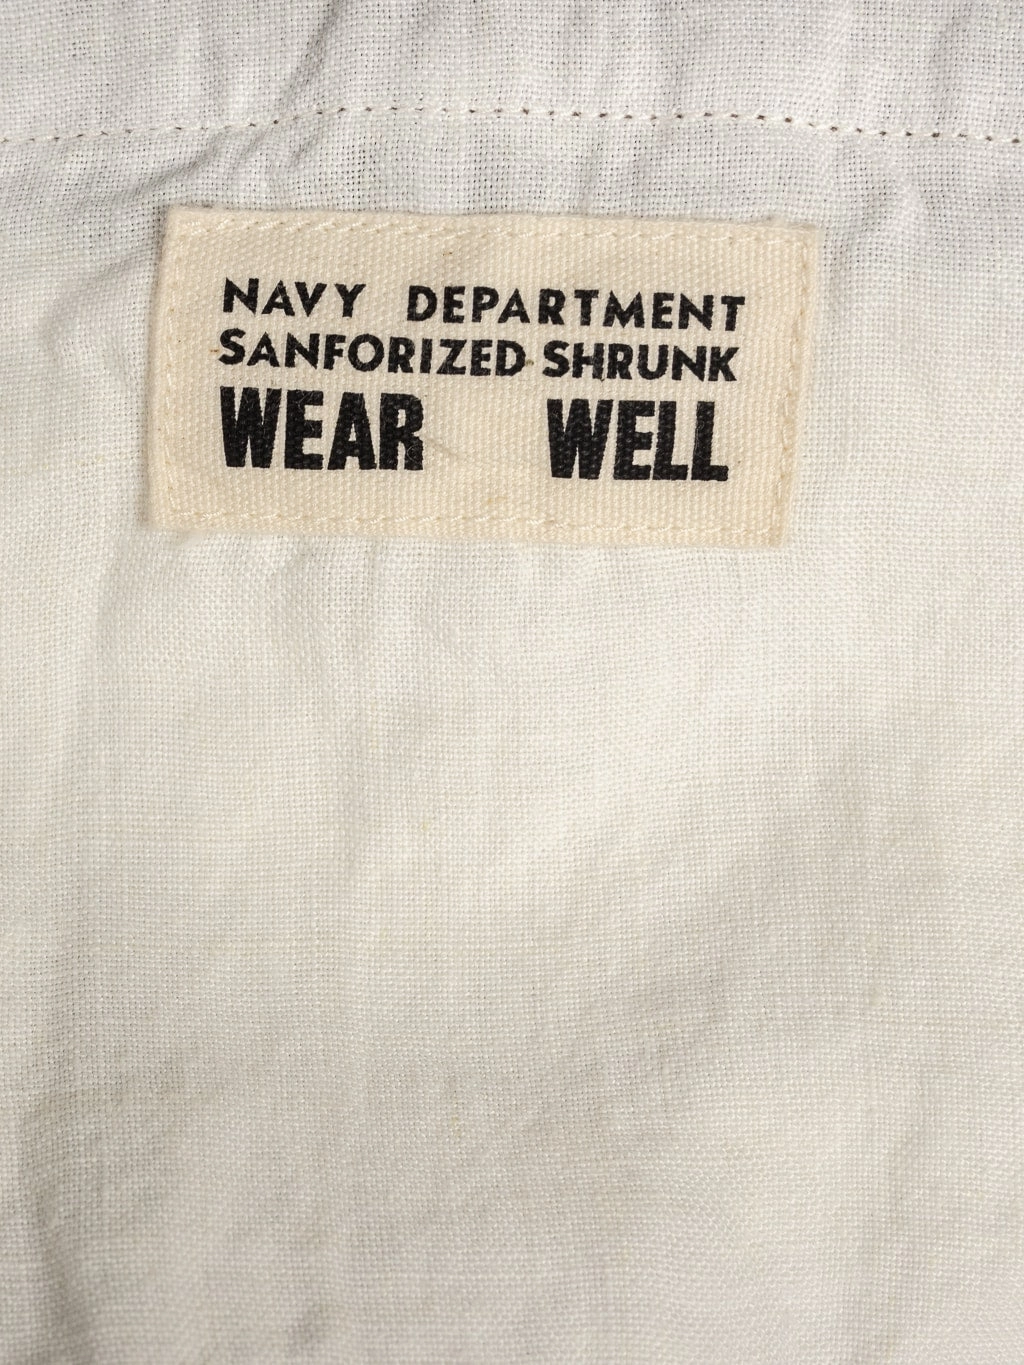 NAVY DEPARTMENT
SANFORIZED SHRUNK
WEAR WELL